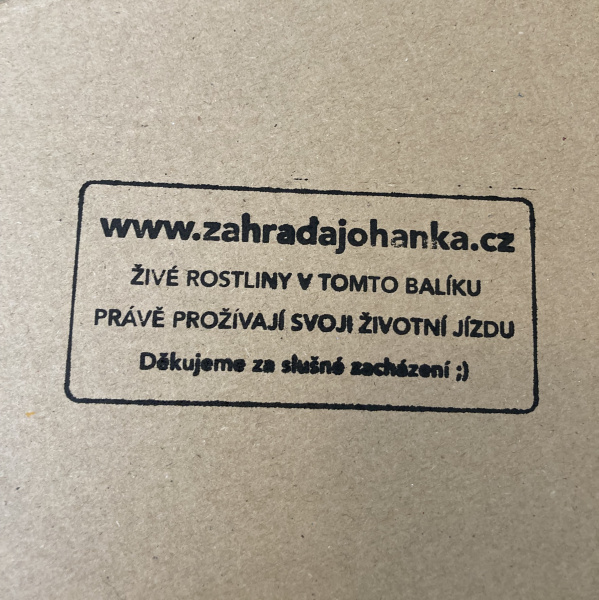 www.zahradajohanka.cz
ŽIVÉ ROSTLINY V TOMTO BALÍKU
PRÁVĚ PROŽÍVAJÍ SVOJI ŽIVOTNÍ JÍZDU
Děkujeme za slušné zacházení ;)